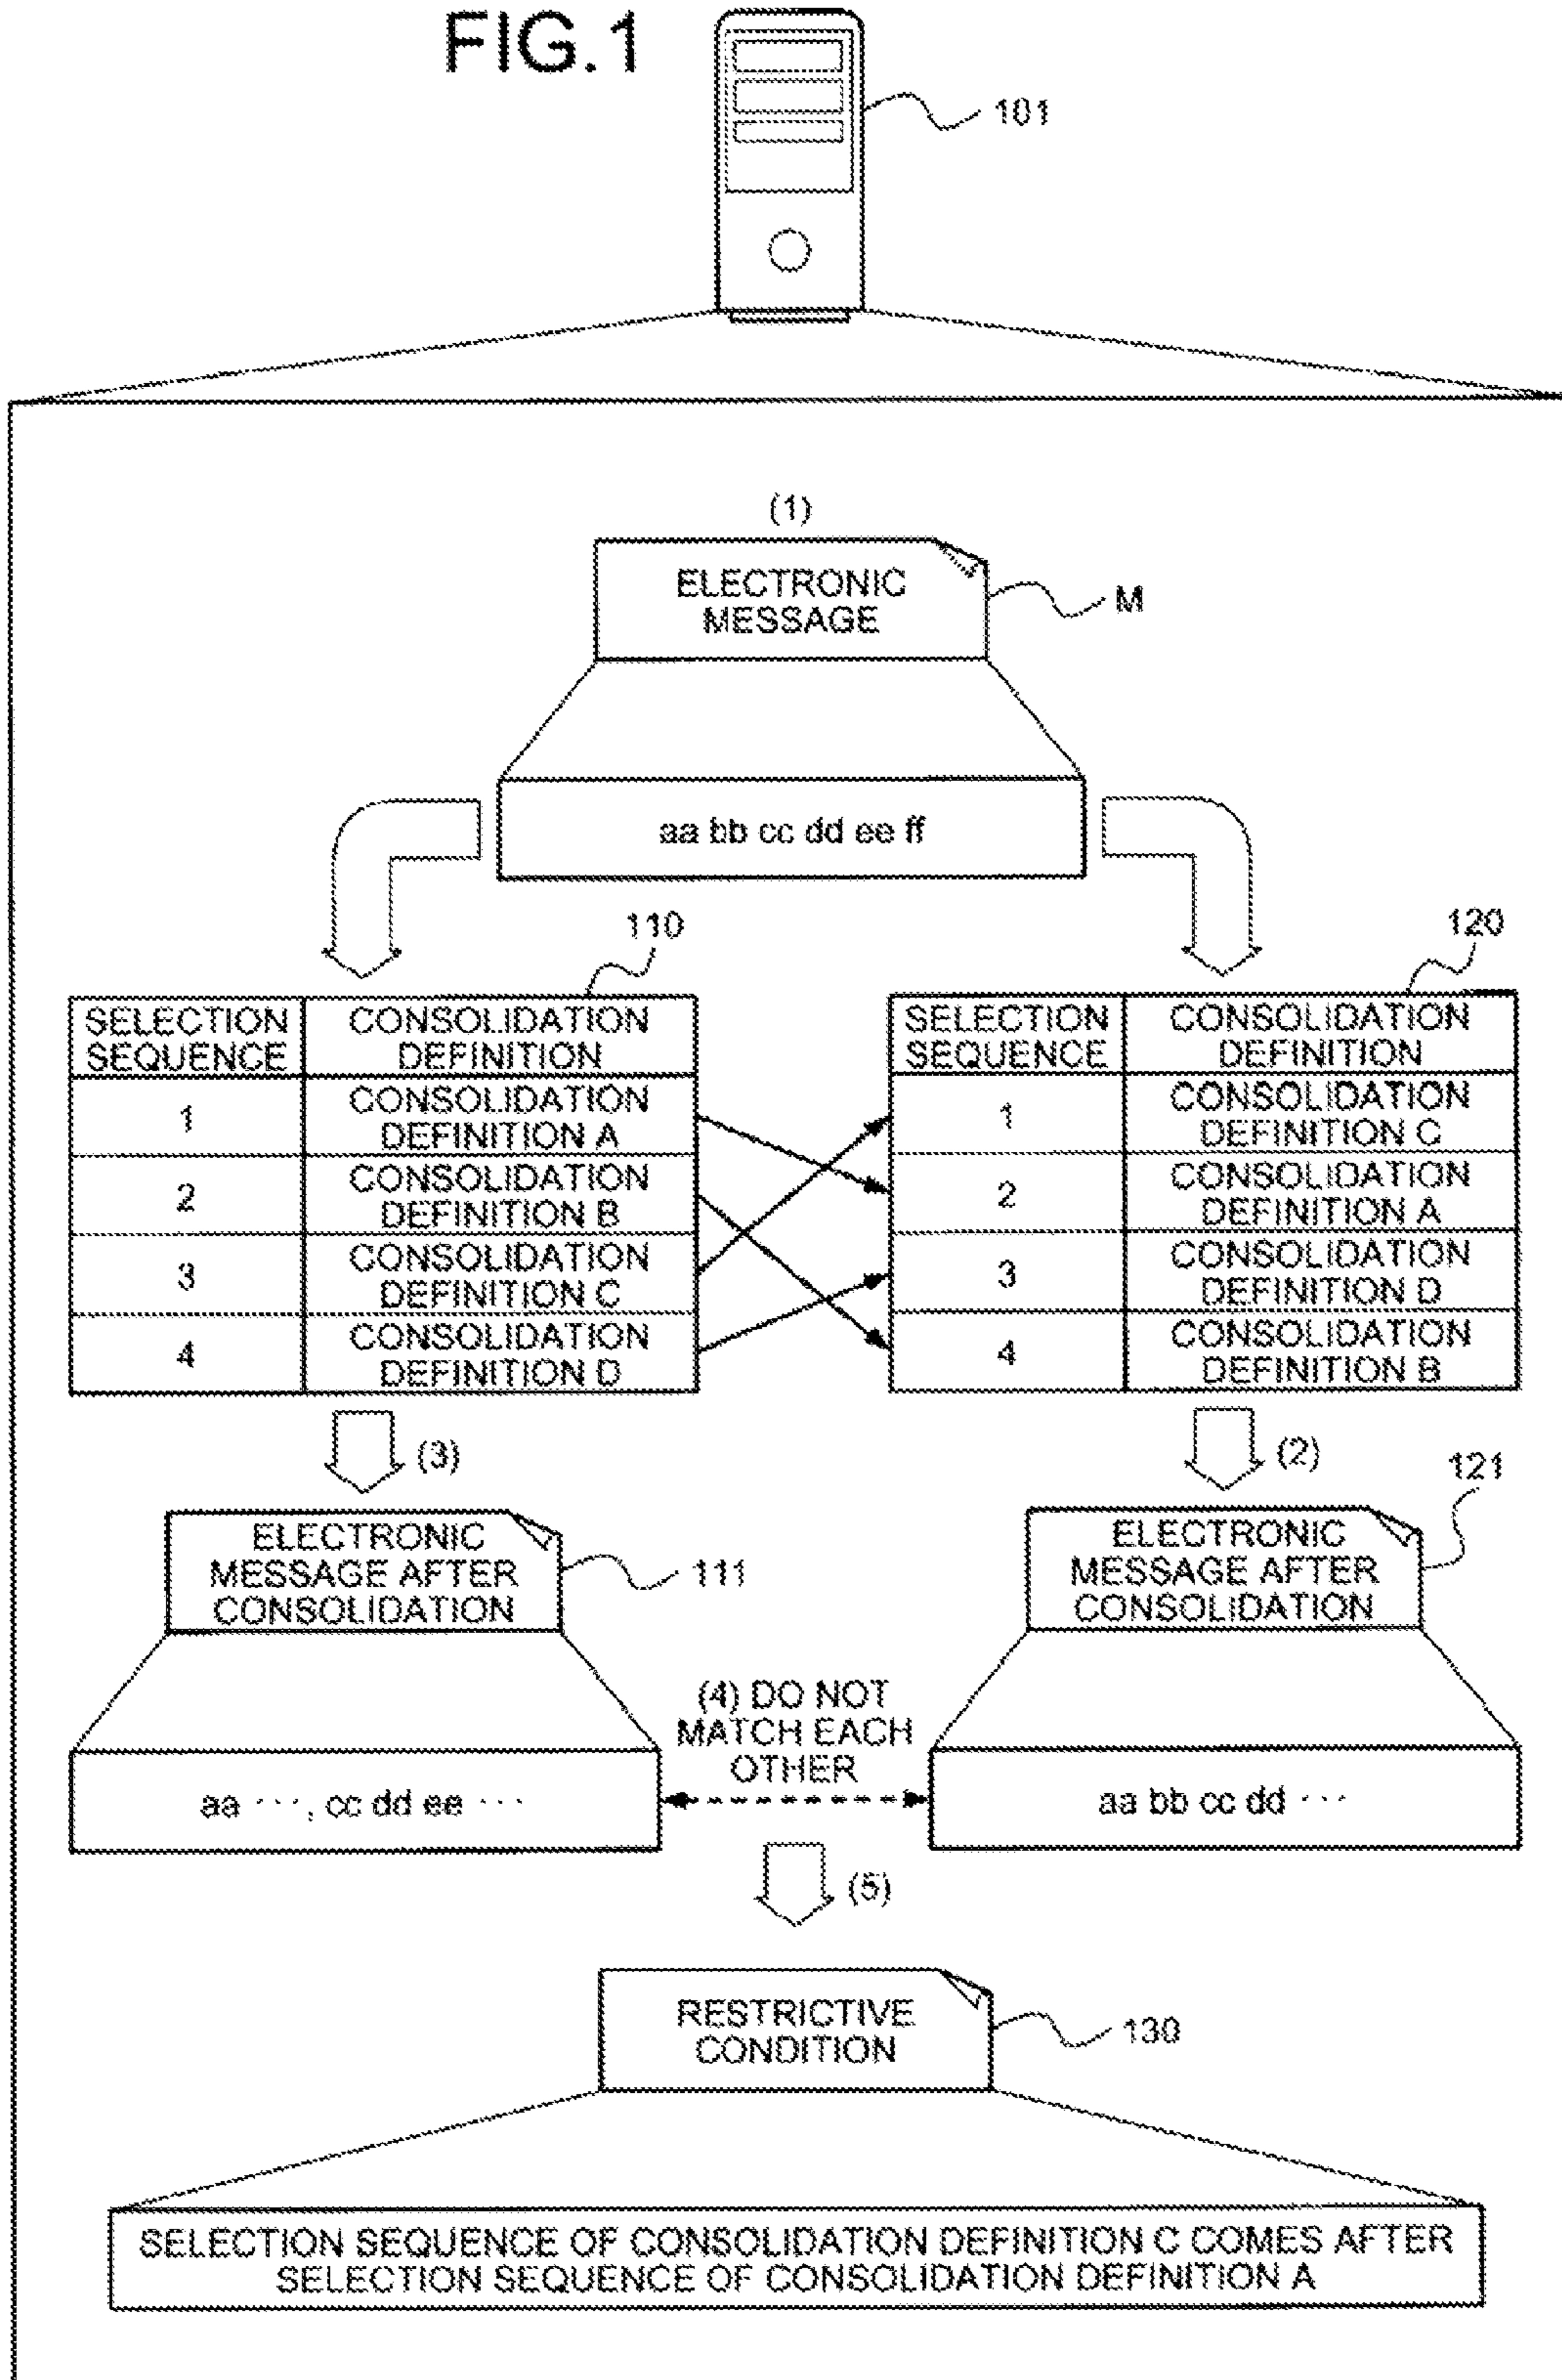 FIG.1
101
(1)
ELECTRONIC
MESSAGE
M
aa bb cc dd ee ff
110
SELECTION
SEQUENCE
CONSOLIDATION
DEFINITION
1
CONSOLIDATION
DEFINITION A
2
CONSOLIDATION
DEFINITION B
3
CONSOLIDATION
DEFINITION C
4
CONSOLIDATION
DEFINITION D
120
SELECTION
SEQUENCE
CONSOLIDATION
DEFINITION
1
CONSOLIDATION
DEFINITION C
2
CONSOLIDATION
DEFINITION A
3
CONSOLIDATION
DEFINITION D
4
CONSOLIDATION
DEFINITION B
(3)
(2)
ELECTRONIC
MESSAGE AFTER
CONSOLIDATION
111
ELECTRONIC
MESSAGE AFTER
CONSOLIDATION
121
aa ···, cc dd ee ···
(4) DO NOT
MATCH EACH
OTHER
aa bb cc dd ···
(5)
RESTRICTIVE
CONDITION
130
SELECTION SEQUENCE OF CONSOLIDATION DEFINITION C COMES AFTER
SELECTION SEQUENCE OF CONSOLIDATION DEFINITION A